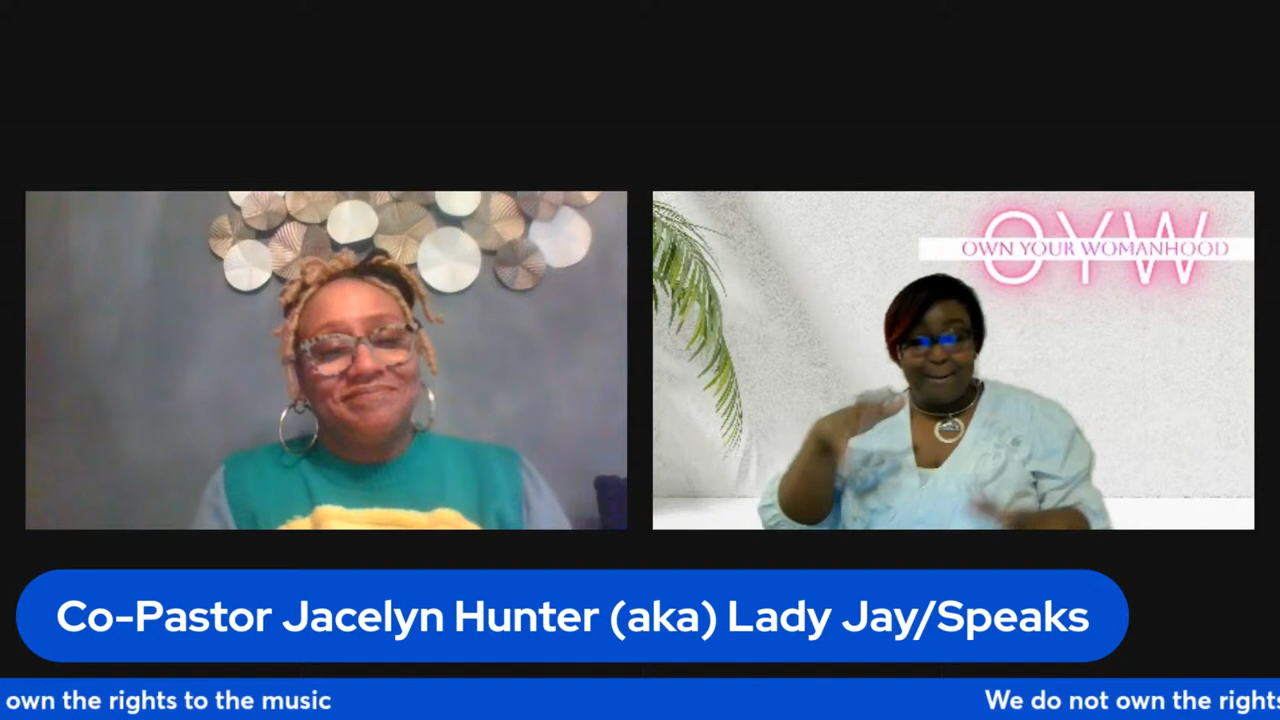 OYW
OWN YOUR WOMANHOOD
Co-Pastor Jacelyn Hunter (aka) Lady Jay/Speaks
own the rights to the music We do not own the rights